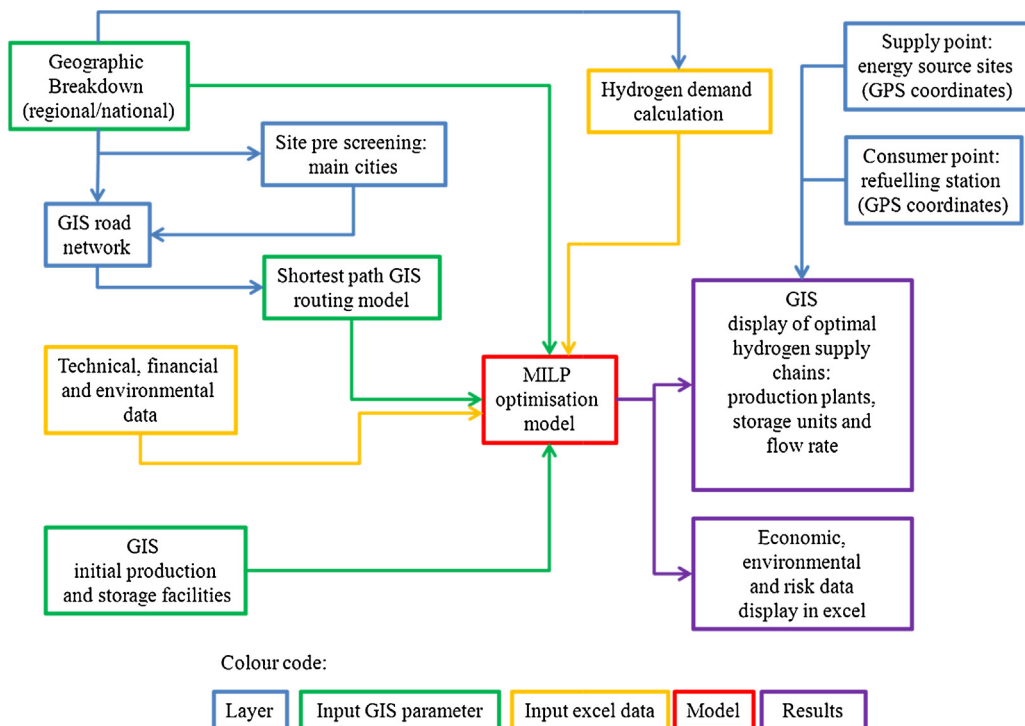 Geographic
Breakdown
(regional/national)
Hydrogen demand
calculation
Supply point:
energy source sites
(GPS coordinates)
Site pre screening:
main cities
Consumer point:
refuelling station
(GPS coordinates)
GIS road
network
Shortest path GIS
routing model
GIS
display of optimal
hydrogen supply
chains:
production plants,
storage units and
flow rate
Technical, financial
and environmental
data
MILP
optimisation
model
GIS
initial production
and storage facilities
Economic,
environmental
and risk data
display in excel
Colour code:
Layer
Input GIS parameter
Input excel data
Model
Results